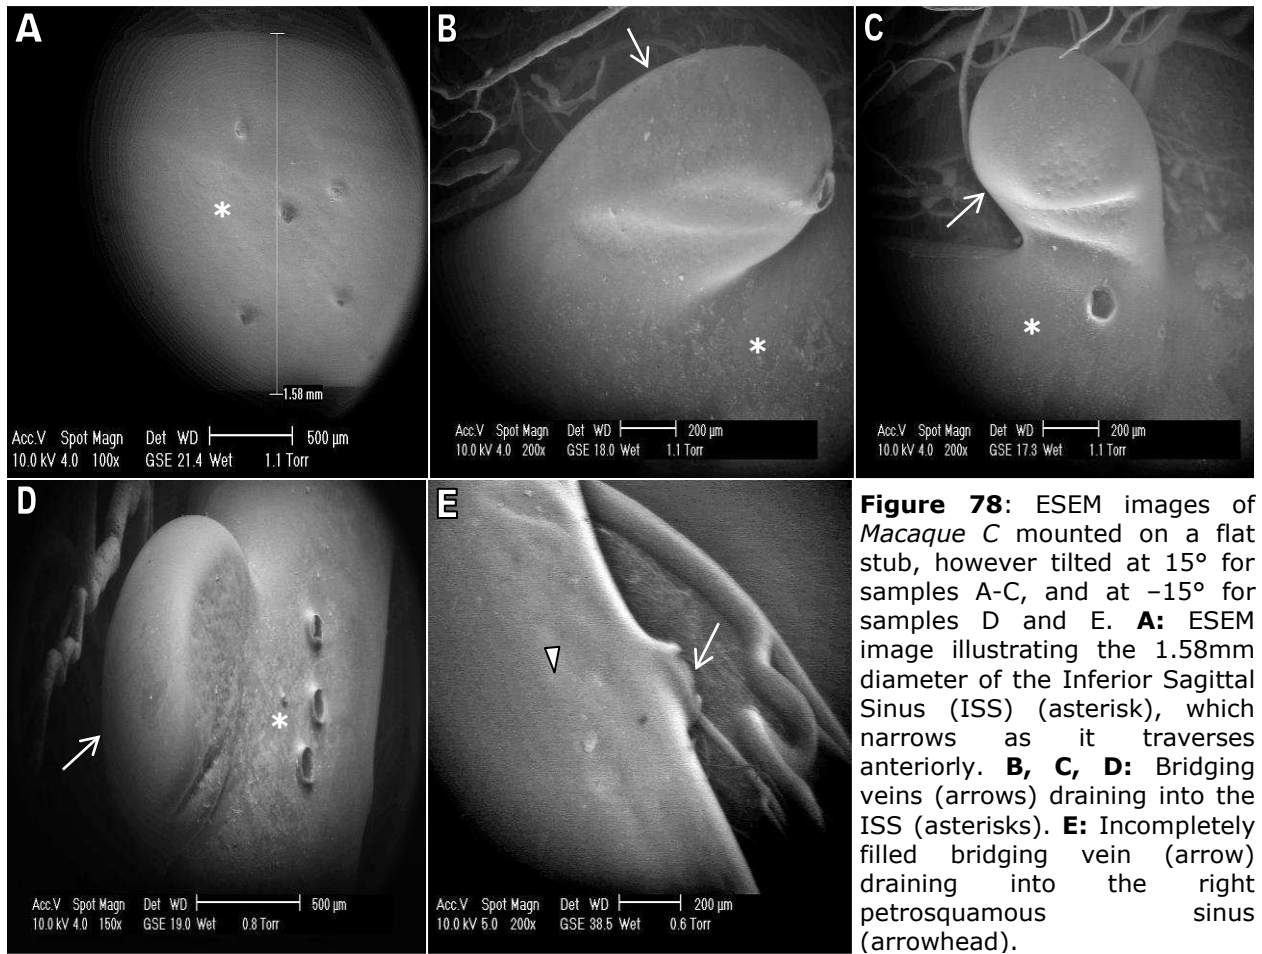 A
1.58 mm
Acc.V Spot Magn Det WD 500 µm
10.0 kV 4.0 100x GSE 21.4 Wet 1.1 Torr
B
Acc.V Spot Magn Det WD 200 µm
10.0 kV 4.0 200x GSE 18.0 Wet 1.1 Torr
C
Acc.V Spot Magn Det WD 200 µm
10.0 kV 4.0 200x GSE 17.3 Wet 1.1 Torr
D
Acc.V Spot Magn Det WD 500 µm
10.0 kV 4.0 150x GSE 19.0 Wet 0.8 Torr
E
Acc.V Spot Magn Det WD 200 µm
10.0 kV 5.0 200x GSE 38.5 Wet 0.6 Torr
Figure 78: ESEM images of
Macaque C mounted on a flat
stub, however tilted at 15° for
samples A-C, and at –15° for
samples D and E. A: ESEM
image illustrating the 1.58mm
diameter of the Inferior Sagittal
Sinus (ISS) (asterisk), which
narrows as it traverses
anteriorly. B, C, D: Bridging
veins (arrows) draining into the
ISS (asterisks). E: Incompletely
filled bridging vein (arrow)
draining into the right
petrosquamous sinus
(arrowhead).